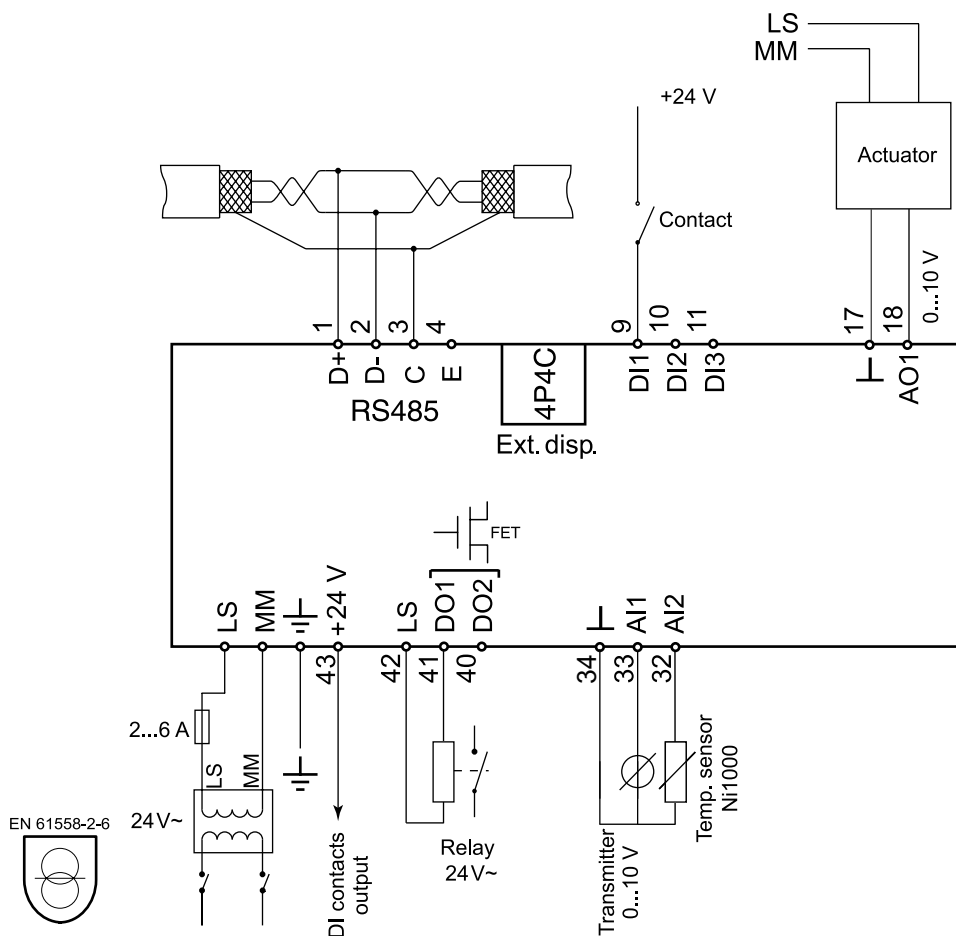 LS
MM
+24 V
Actuator
Contact
0...10 V
1
2
3
4
9
10
11
17
18
D+
D-
C
E
4P4C
DI1
DI2
DI3
⊥
AO1
RS485
Ext. disp.
FET
LS
MM
+24 V
LS
DO1
DO2
⊥
AI1
AI2
43
42
41
40
34
33
32
2...6 A
LS
MM
24V~
EN 61558-2-6
DI contacts
output
Relay
24V~
Transmitter
0...10 V
Temp. sensor
Ni1000